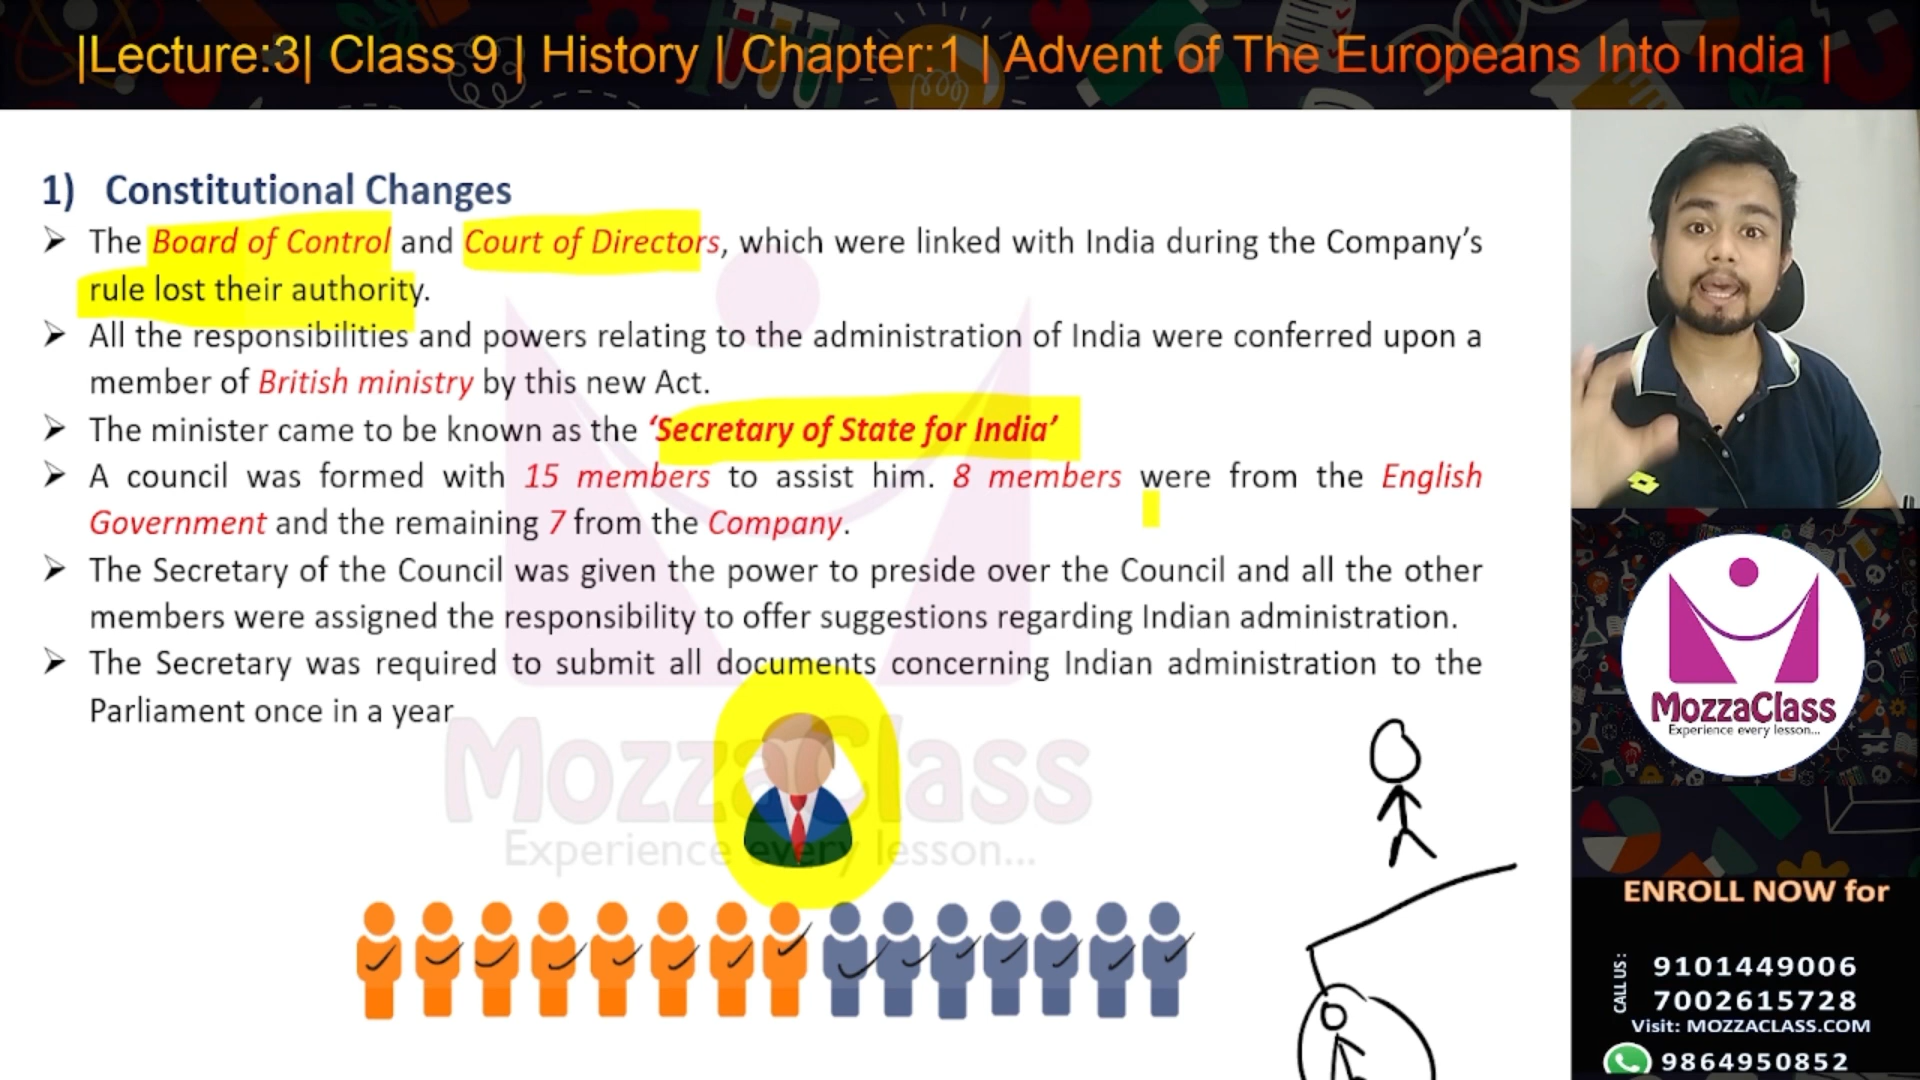 |Lecture:3| Class 9 | History | Chapter:1 | Advent of The Europeans Into India |
1) Constitutional Changes
➢ The Board of Control and Court of Directors, which were linked with India during the Company’s
rule lost their authority.
➢ All the responsibilities and powers relating to the administration of India were conferred upon a
member of British ministry by this new Act.
➢ The minister came to be known as the ‘Secretary of State for India’
➢ A council was formed with 15 members to assist him. 8 members were from the English
Government and the remaining 7 from the Company.
➢ The Secretary of the Council was given the power to preside over the Council and all the other
members were assigned the responsibility to offer suggestions regarding Indian administration.
➢ The Secretary was required to submit all documents concerning Indian administration to the
Parliament once in a year
MozzaClass
Experience every lesson...
MozzaClass
Experience every lesson...
ENROLL NOW for
CALL US :
9101449006
7002615728
Visit: MOZZACLASS.COM
9864950852